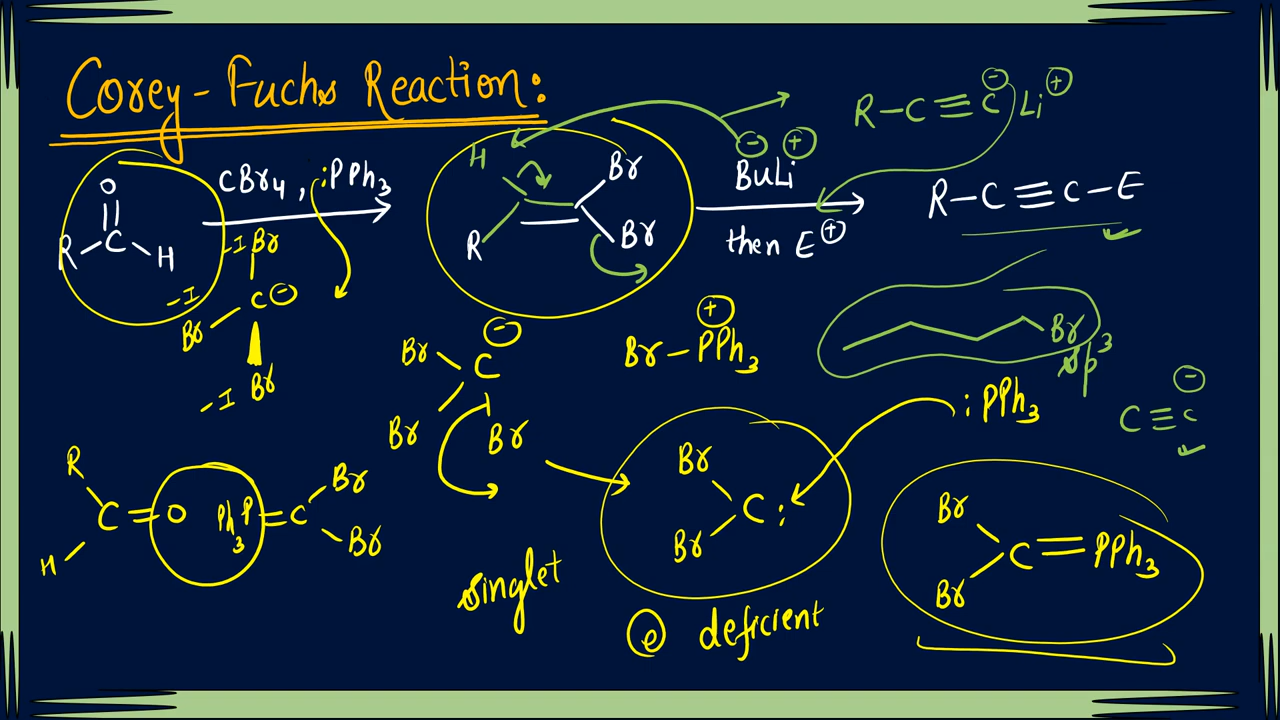 Corey-Fuchs Reaction:
R-C≡C⊖ Li⊕
O
R-C-H
CBr4, :PPh3
H
Br
R
Br
⊖ ⊕
BuLi
then E⊕
R-C≡C-E
-I Br
-I
C⊖
Br
-I Br
Br
C⊖
Br
Br
⊕
Br-PPh3
Br
sp3
:PPh3
⊖
C≡C
R
C=O
H
Ph3P=C
Br
Br
Br
C:
Br
Br
C=PPh3
Br
singlet
e deficient